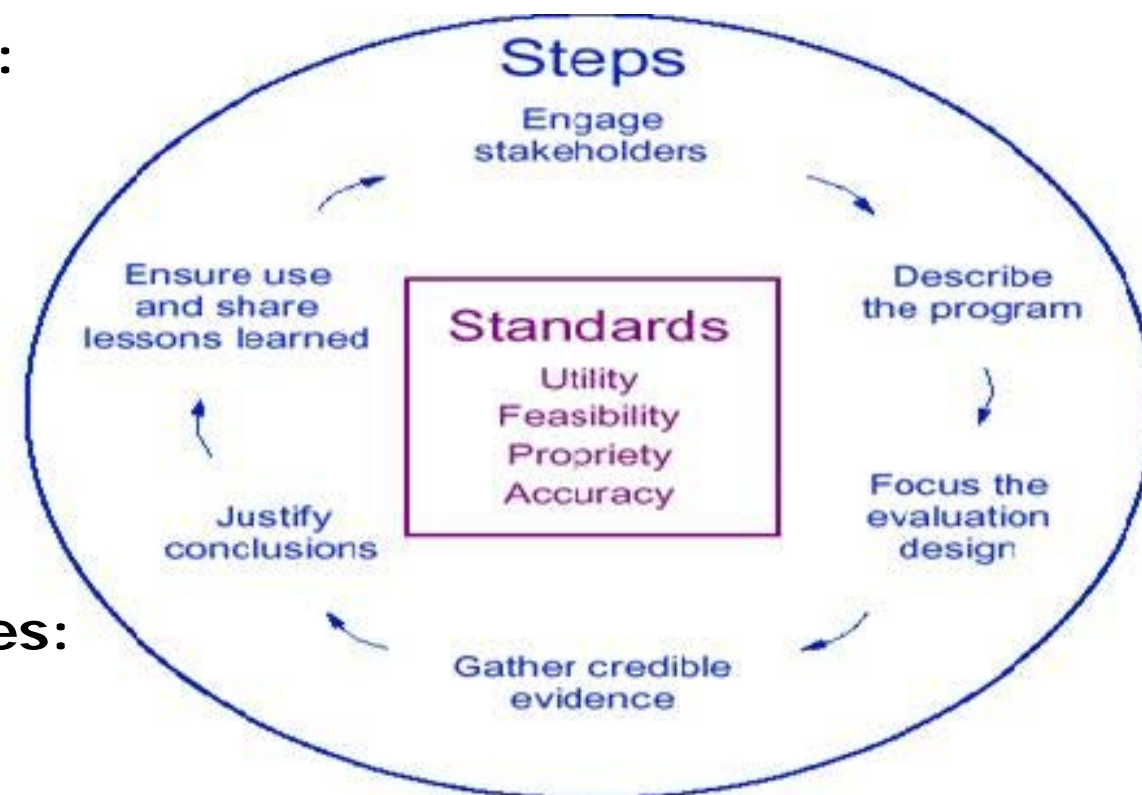 :
Steps
Engage
stakeholders
Describe
the program
Focus the
evaluation
design
Gather credible
evidence
Justify
conclusions
Ensure use
and share
lessons learned
Standards
Utility
Feasibility
Propriety
Accuracy
es: